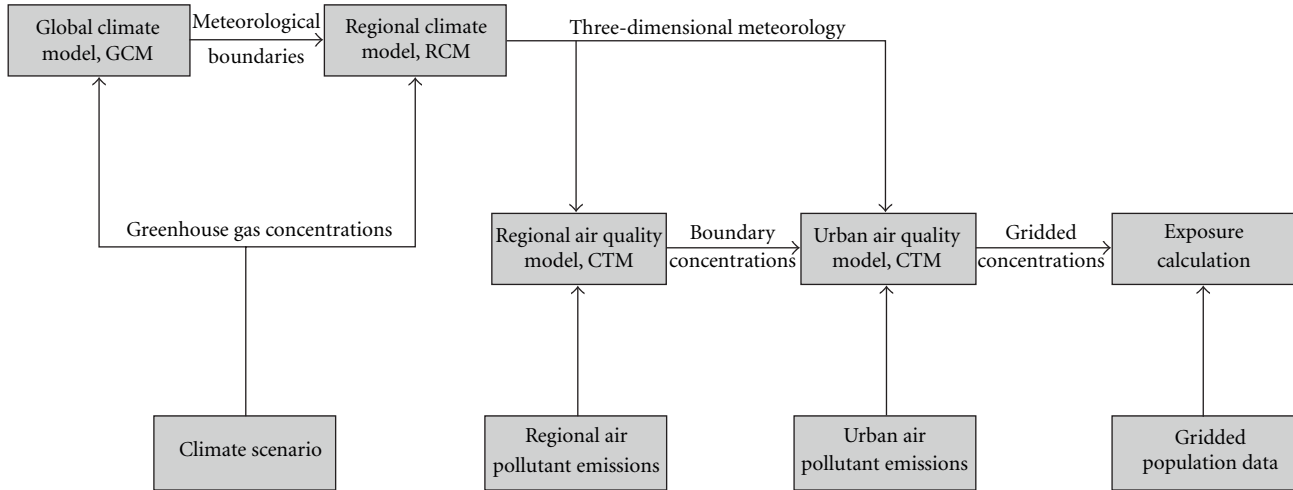 Global climate
model, GCM
Meteorological
boundaries
Regional climate
model, RCM
Three-dimensional meteorology
Greenhouse gas concentrations
Regional air quality
model, CTM
Boundary
concentrations
Urban air quality
model, CTM
Gridded
concentrations
Exposure
calculation
Climate scenario
Regional air
pollutant emissions
Urban air
pollutant emissions
Gridded
population data